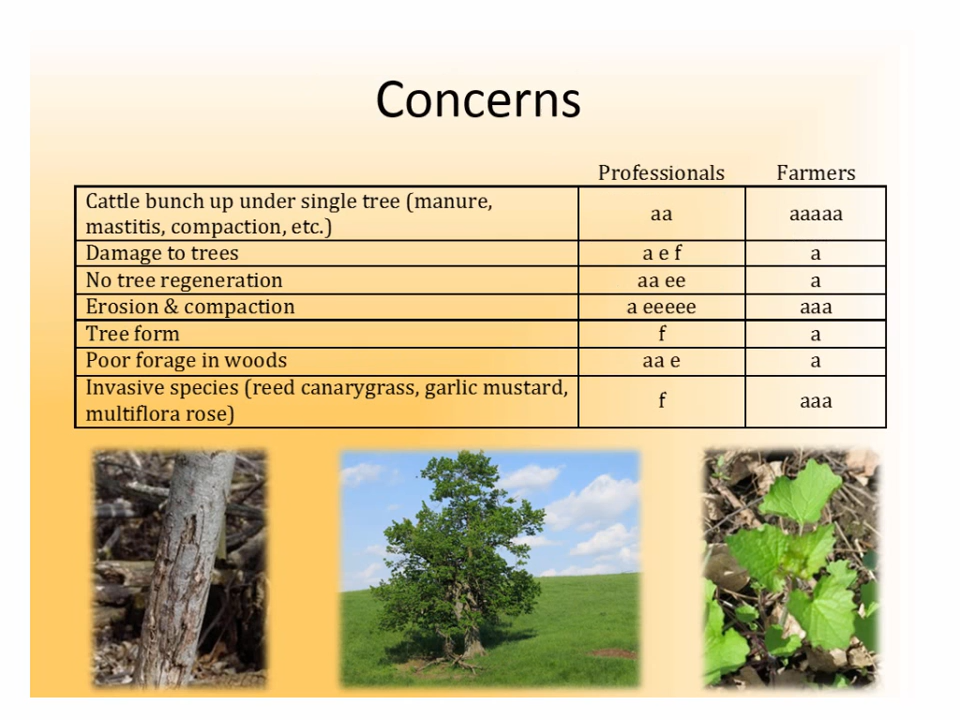 Concerns
Professionals Farmers
Cattle bunch up under single tree (manure,
mastitis, compaction, etc.) aa aaaaa
Damage to trees a e f a
No tree regeneration aa ee a
Erosion & compaction a eeeee aaa
Tree form f a
Poor forage in woods aa e a
Invasive species (reed canarygrass, garlic mustard,
multiflora rose) f aaa